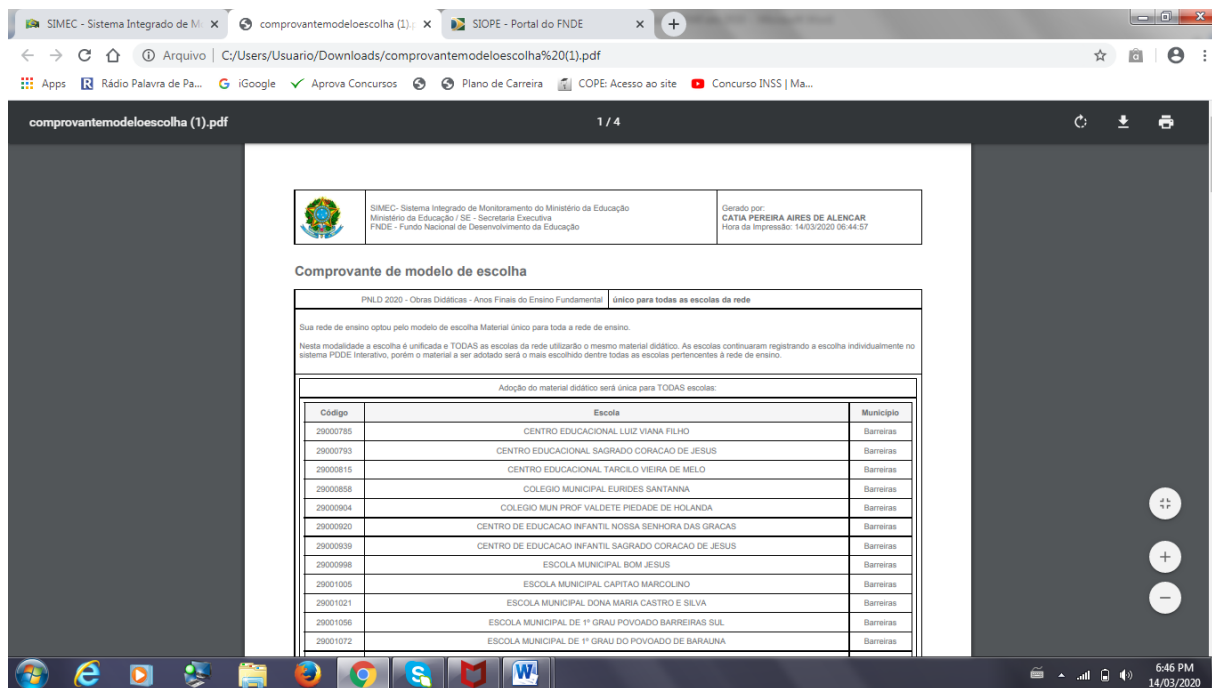 SIMEC - Sistema Integrado de M
comprovantemodeloescolha (1).p
SIOPE - Portal do FNDE
Arquivo | C:/Users/Usuario/Downloads/comprovantemodeloescolha%20(1).pdf
Apps Rádio Palavra de Pa... iGoogle Aprova Concursos Plano de Carreira COPE: Acesso ao site Concurso INSS | Ma...
comprovantemodeloescolha (1).pdf 1 / 4
SIMEC- Sistema Integrado de Monitoramento do Ministério da Educação
Ministério da Educação / SE - Secretaria Executiva
FNDE - Fundo Nacional de Desenvolvimento da Educação
Gerado por:
CATIA PEREIRA AIRES DE ALENCAR
Hora da Impressão: 14/03/2020 06:44:57
Comprovante de modelo de escolha
PNLD 2020 - Obras Didáticas - Anos Finais do Ensino Fundamental único para todas as escolas da rede
Sua rede de ensino optou pelo modelo de escolha Material único para toda a rede de ensino.
Nesta modalidade a escolha é unificada e TODAS as escolas da rede utilizarão o mesmo material didático. As escolas continuaram registrando a escolha individualmente no
sistema PDDE Interativo, porém o material a ser adotado será o mais escolhido dentre todas as escolas pertencentes à rede de ensino.
Adoção do material didático será única para TODAS escolas:
Código Escola Município
29000785 CENTRO EDUCACIONAL LUIZ VIANA FILHO Barreiras
29000793 CENTRO EDUCACIONAL SAGRADO CORACAO DE JESUS Barreiras
29000815 CENTRO EDUCACIONAL TARCILO VIEIRA DE MELO Barreiras
29000858 COLEGIO MUNICIPAL EURIDES SANTANNA Barreiras
29000904 COLEGIO MUN PROF VALDETE PIEDADE DE HOLANDA Barreiras
29000920 CENTRO DE EDUCACAO INFANTIL NOSSA SENHORA DAS GRACAS Barreiras
29000939 CENTRO DE EDUCACAO INFANTIL SAGRADO CORACAO DE JESUS Barreiras
29000998 ESCOLA MUNICIPAL BOM JESUS Barreiras
29001005 ESCOLA MUNICIPAL CAPITAO MARCOLINO Barreiras
29001021 ESCOLA MUNICIPAL DONA MARIA CASTRO E SILVA Barreiras
29001056 ESCOLA MUNICIPAL DE 1º GRAU POVOADO BARREIRAS SUL Barreiras
29001072 ESCOLA MUNICIPAL DE 1º GRAU DO POVOADO DE BARAUNA Barreiras
6:46 PM
14/03/2020